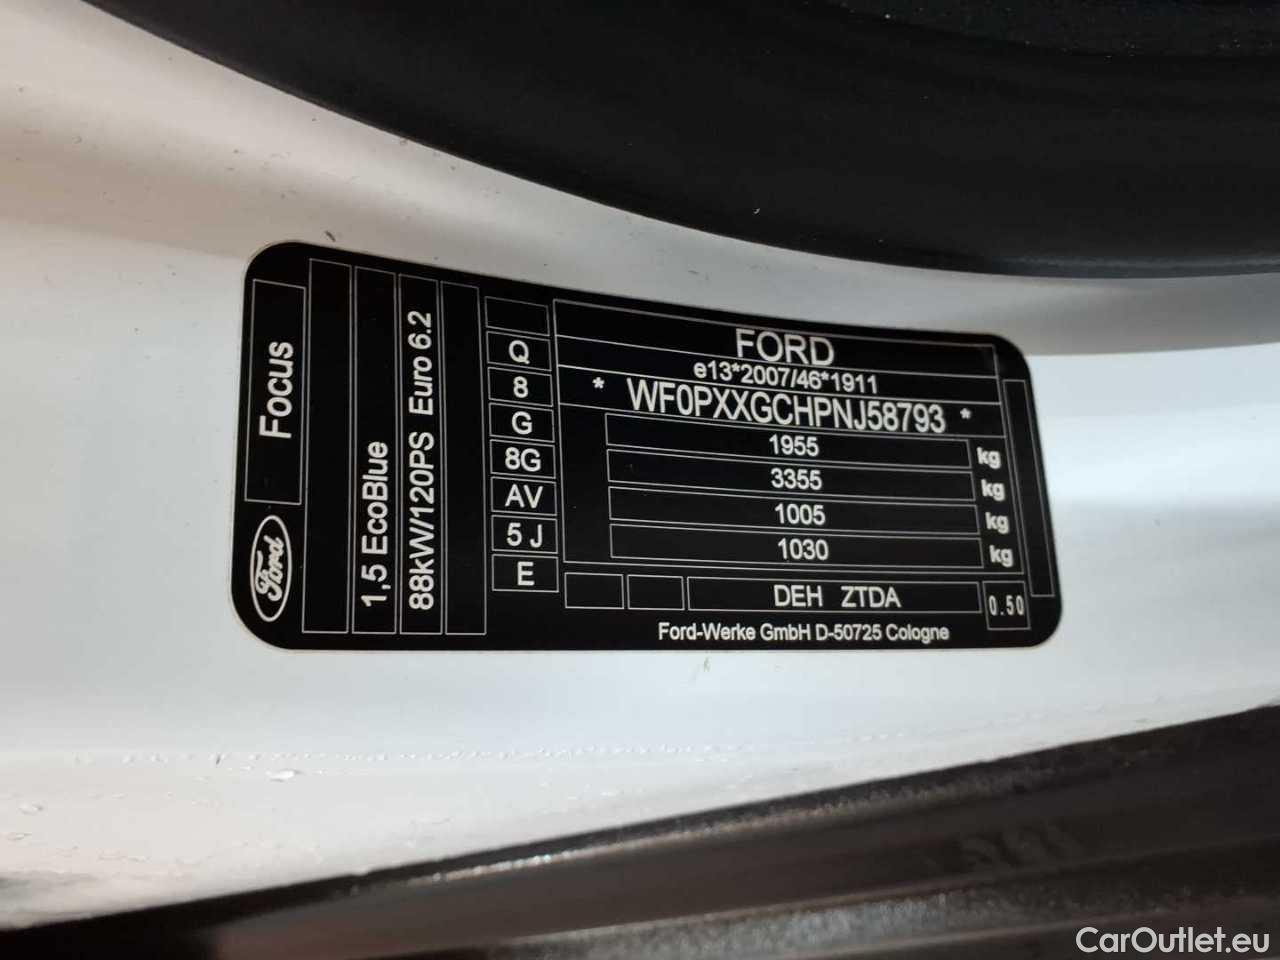 Focus
Ford
1,5 EcoBlue
88kW/120PS Euro 6.2
Q
8
G
8G
AV
5 J
E
FORD
e13*2007/46*1911
* WF0PXXGCHPNJ58793 *
1955 kg
3355 kg
1005 kg
1030 kg
DEH ZTDA
0.50
Ford-Werke GmbH D-50725 Cologne
CarOutlet.eu